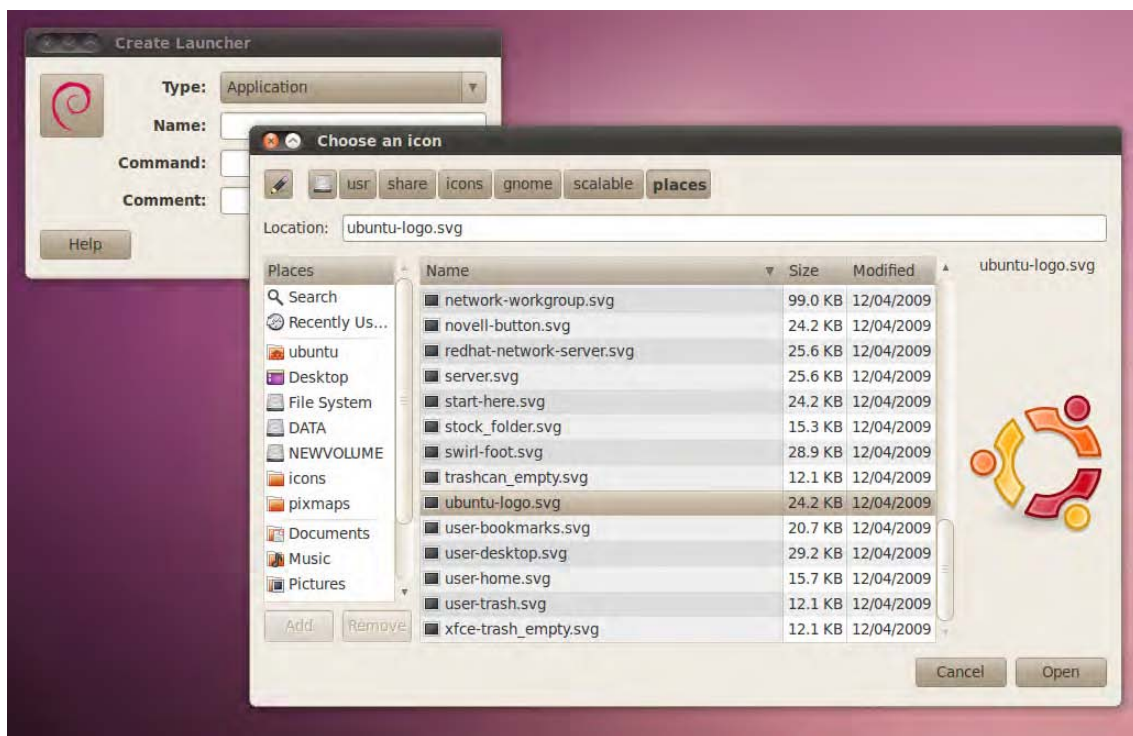 Create Launcher
Type: Application
Name:
Command:
Comment:
Help
Choose an icon
usr share icons gnome scalable places
Location: ubuntu-logo.svg
Places
Search
Recently Us...
ubuntu
Desktop
File System
DATA
NEWVOLUME
icons
pixmaps
Documents
Music
Pictures
Add Remove
Name Size Modified
network-workgroup.svg 99.0 KB 12/04/2009
novell-button.svg 24.2 KB 12/04/2009
redhat-network-server.svg 25.6 KB 12/04/2009
server.svg 25.6 KB 12/04/2009
start-here.svg 24.2 KB 12/04/2009
stock_folder.svg 15.3 KB 12/04/2009
swirl-foot.svg 28.9 KB 12/04/2009
trashcan_empty.svg 12.1 KB 12/04/2009
ubuntu-logo.svg 24.2 KB 12/04/2009
user-bookmarks.svg 20.7 KB 12/04/2009
user-desktop.svg 29.2 KB 12/04/2009
user-home.svg 15.7 KB 12/04/2009
user-trash.svg 12.1 KB 12/04/2009
xfce-trash_empty.svg 12.1 KB 12/04/2009
ubuntu-logo.svg
Cancel Open